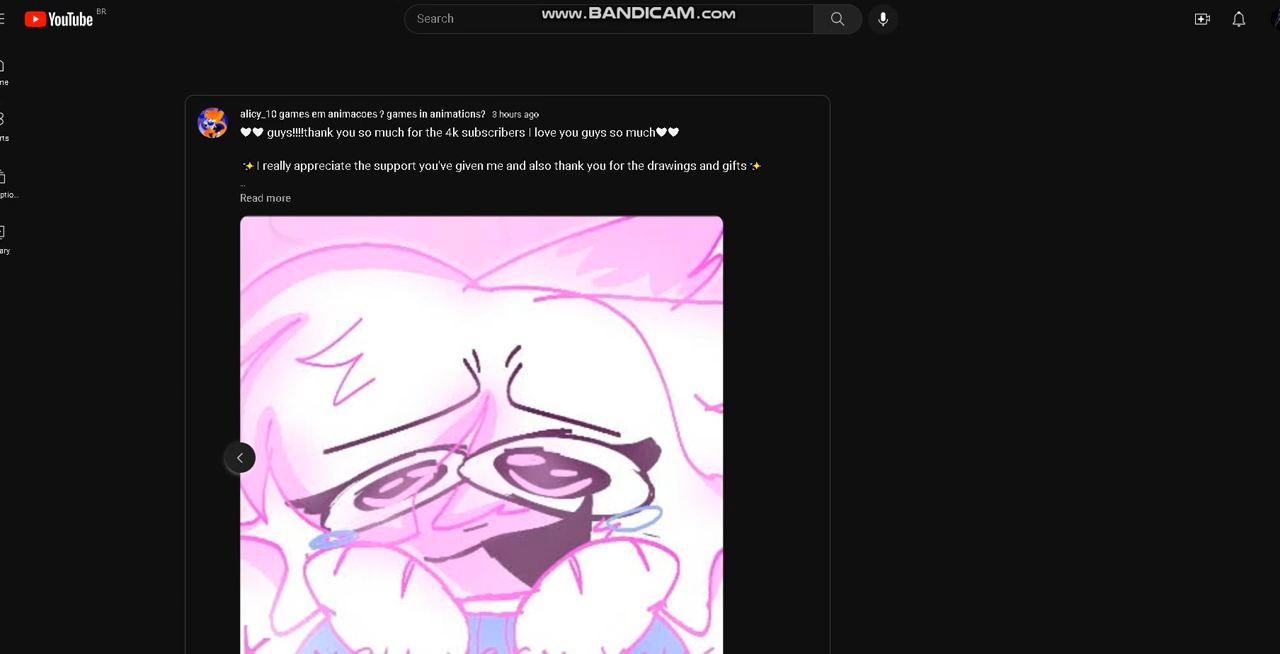 YouTube BR
Search
www.BANDICAM.com
alicy_10 games em animacoes ? games in animations? 3 hours ago
🖤🖤 guys!!!!thank you so much for the 4k subscribers I love you guys so much🖤🖤
✨I really appreciate the support you've given me and also thank you for the drawings and gifts ✨
...
Read more